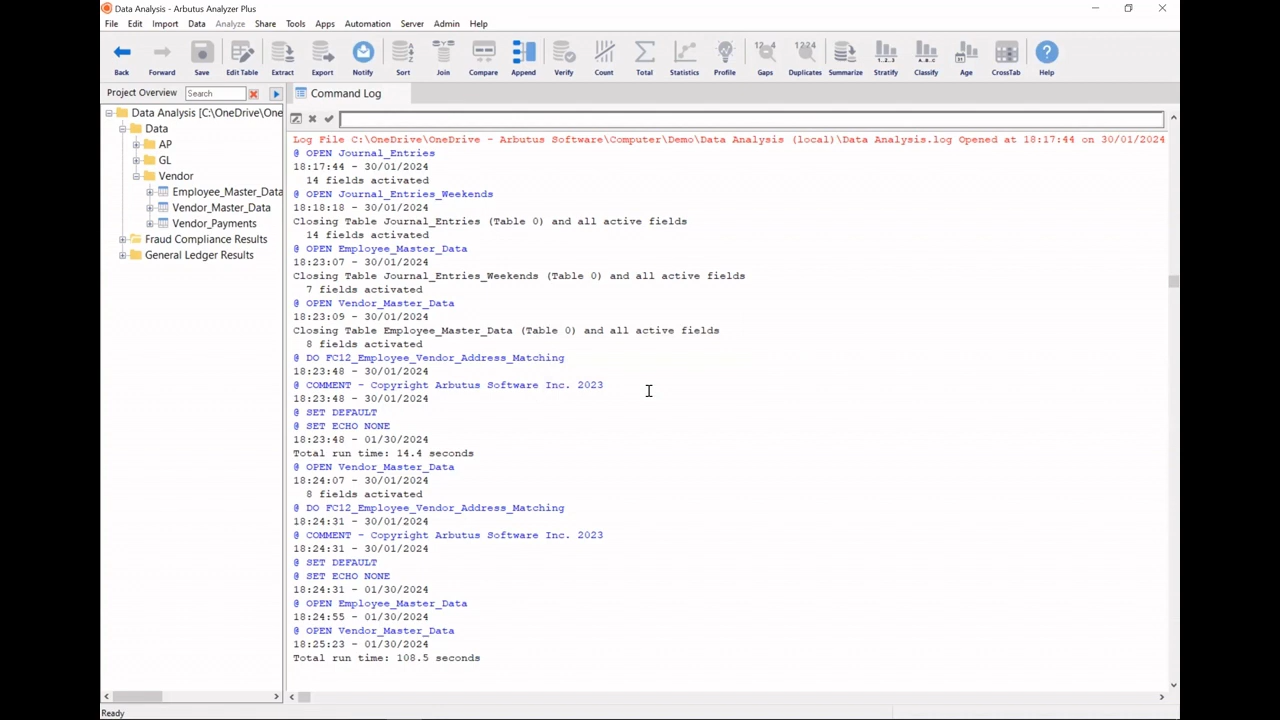 Data Analysis - Arbutus Analyzer Plus
File Edit Import Data Analyze Share Tools Apps Automation Server Admin Help
Back Forward Save Edit Table Extract Export Notify Sort Join Compare Append Verify Count Total Statistics Profile Gaps Duplicates Summarize Stratify Classify Age CrossTab Help
Project Overview Search
Command Log
Data Analysis [C:\OneDrive\One
Data
AP
GL
Vendor
Employee_Master_Data
Vendor_Master_Data
Vendor_Payments
Fraud Compliance Results
General Ledger Results
Log File C:\OneDrive\OneDrive - Arbutus Software\Computer\Demo\Data Analysis (local)\Data Analysis.log Opened at 18:17:44 on 30/01/2024
@ OPEN Journal_Entries
18:17:44 - 30/01/2024
14 fields activated
@ OPEN Journal_Entries_Weekends
18:18:18 - 30/01/2024
Closing Table Journal_Entries (Table 0) and all active fields
14 fields activated
@ OPEN Employee_Master_Data
18:23:07 - 30/01/2024
Closing Table Journal_Entries_Weekends (Table 0) and all active fields
7 fields activated
@ OPEN Vendor_Master_Data
18:23:09 - 30/01/2024
Closing Table Employee_Master_Data (Table 0) and all active fields
8 fields activated
@ DO FC12_Employee_Vendor_Address_Matching
18:23:48 - 30/01/2024
@ COMMENT - Copyright Arbutus Software Inc. 2023
18:23:48 - 30/01/2024
@ SET DEFAULT
@ SET ECHO NONE
18:23:48 - 01/30/2024
Total run time: 14.4 seconds
@ OPEN Vendor_Master_Data
18:24:07 - 30/01/2024
8 fields activated
@ DO FC12_Employee_Vendor_Address_Matching
18:24:31 - 30/01/2024
@ COMMENT - Copyright Arbutus Software Inc. 2023
18:24:31 - 30/01/2024
@ SET DEFAULT
@ SET ECHO NONE
18:24:31 - 01/30/2024
@ OPEN Employee_Master_Data
18:24:55 - 01/30/2024
@ OPEN Vendor_Master_Data
18:25:23 - 01/30/2024
Total run time: 108.5 seconds
Ready